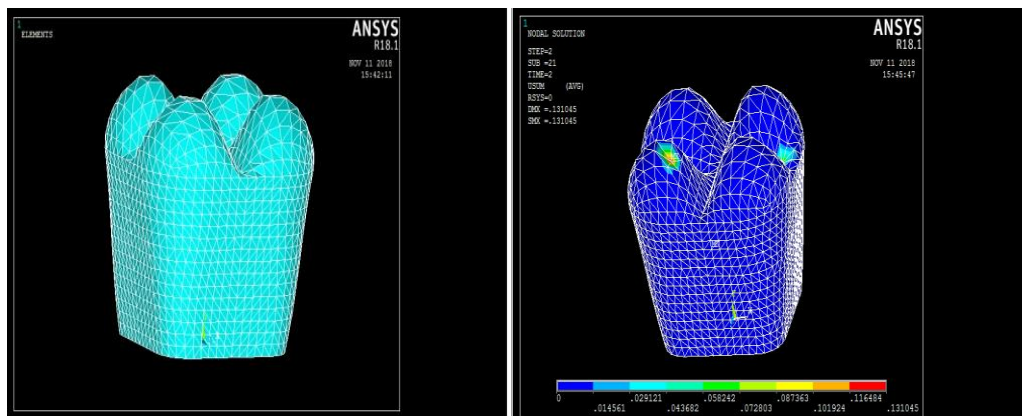 1
ELEMENTS
ANSYS
R18.1
NOV 11 2018
15:42:11
1
NODAL SOLUTION
STEP=2
SUB =21
TIME=2
USUM (AVG)
RSYS=0
DMX =.131045
SMX =.131045
ANSYS
R18.1
NOV 11 2018
15:45:47
0 .029121 .058242 .087363 .116484
.014561 .043682 .072803 .101924 .131045